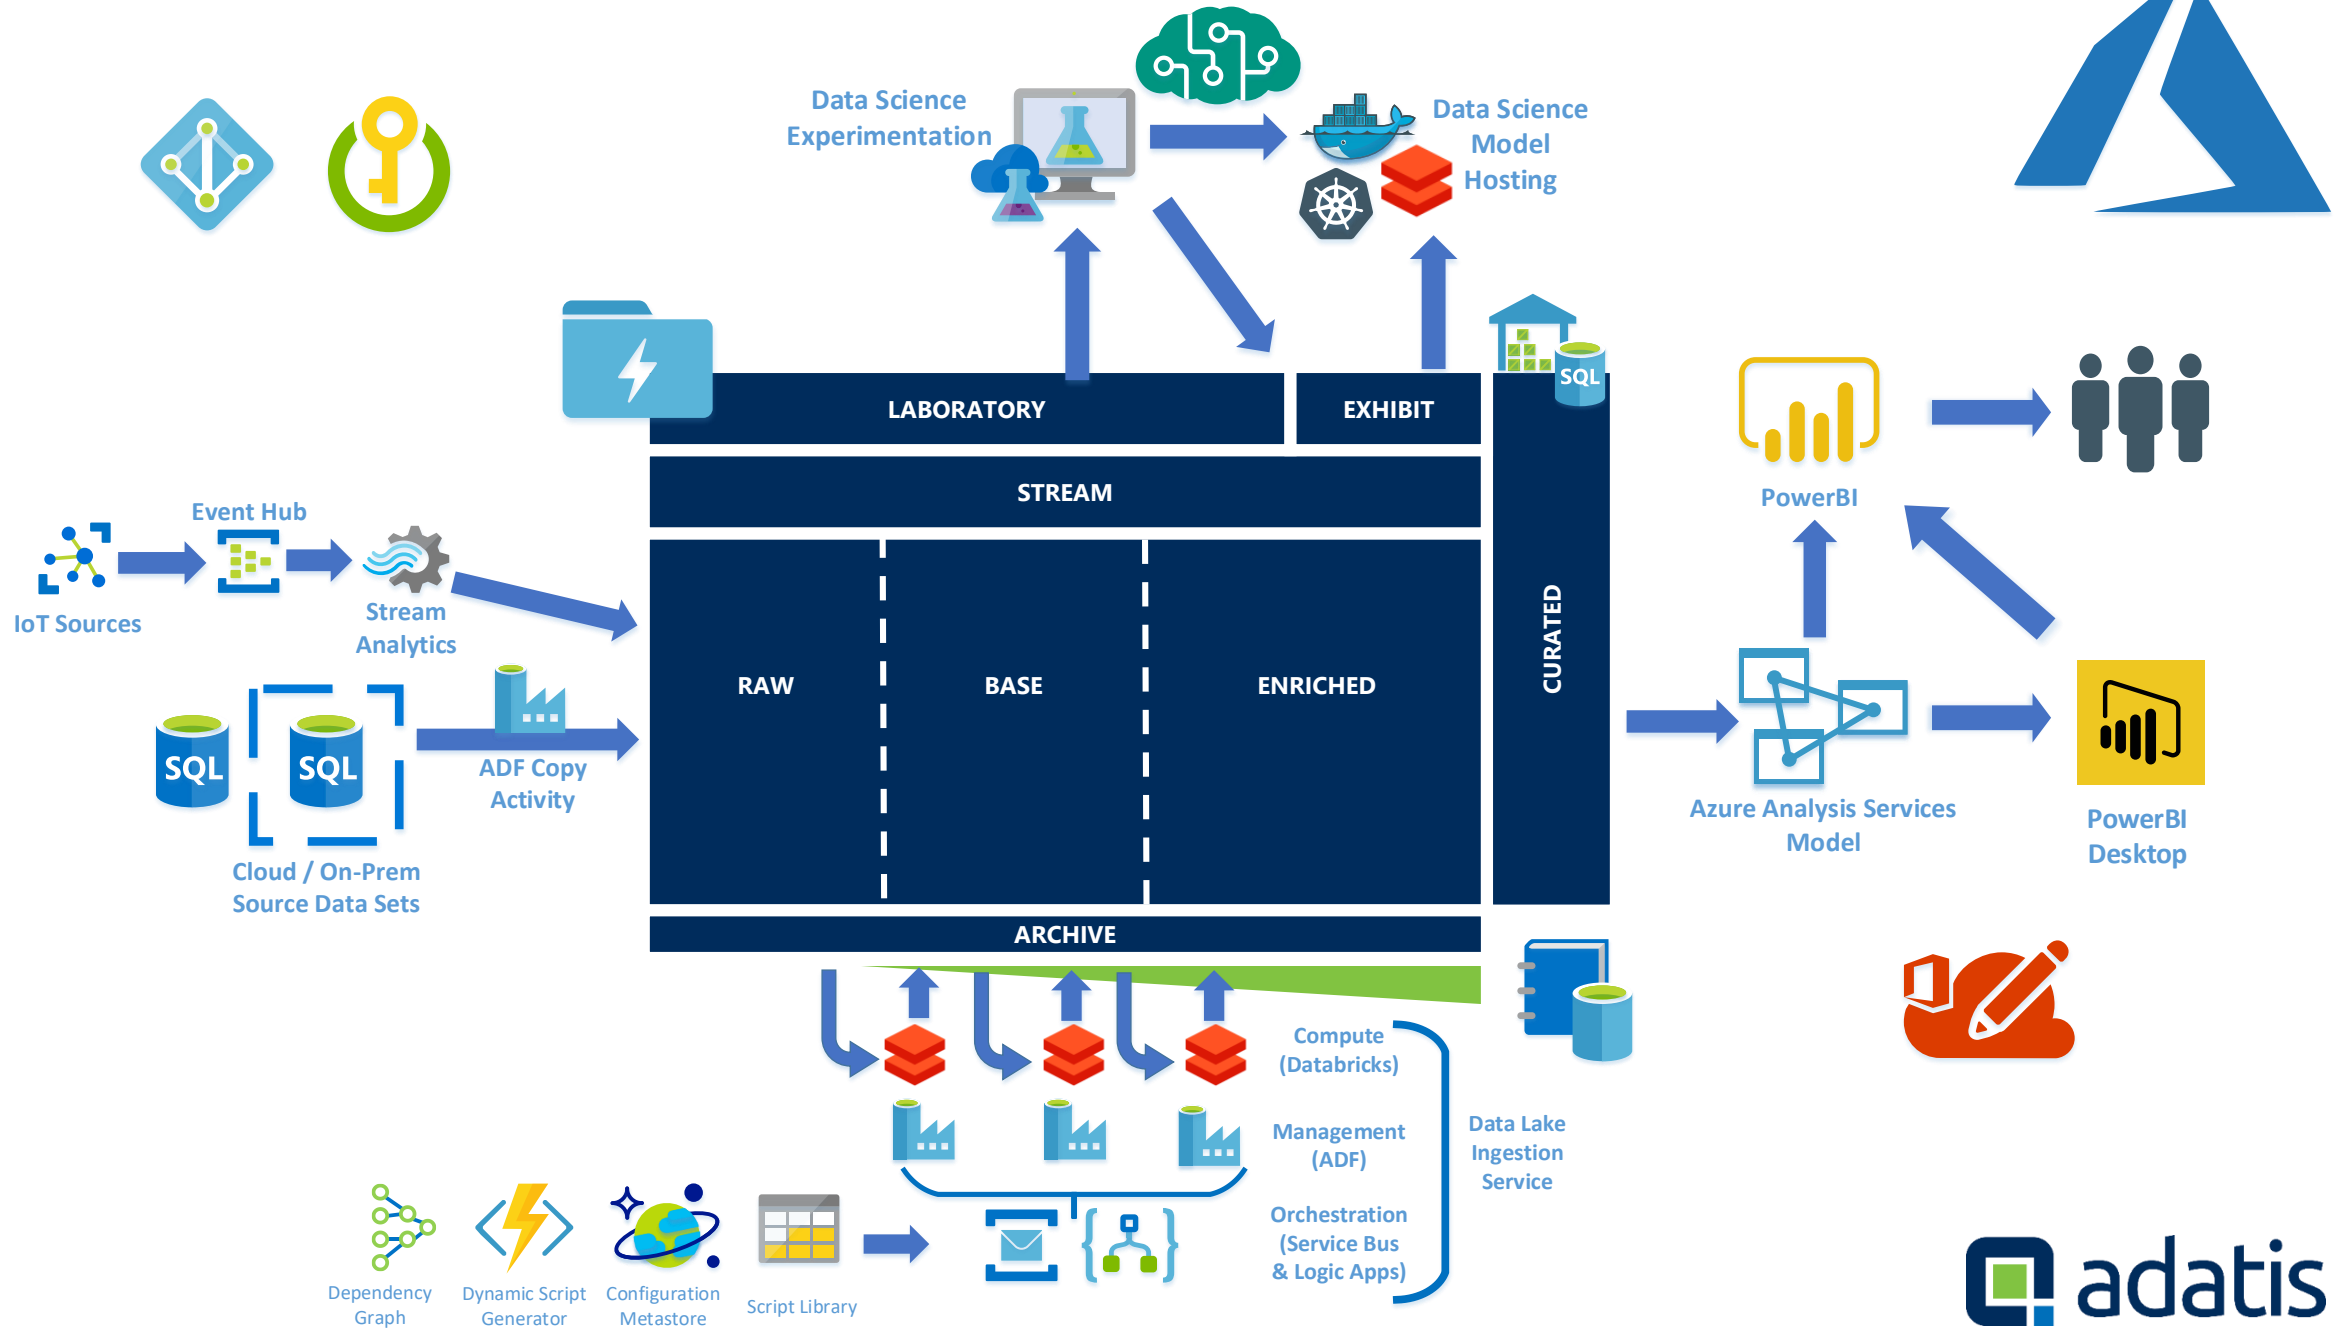 Data Science
Experimentation
Data Science
Model
Hosting
SQL
LABORATORY
EXHIBIT
STREAM
Event Hub
IoT Sources
Stream
Analytics
PowerBI
RAW
BASE
ENRICHED
CURATED
SQL
SQL
ADF Copy
Activity
Cloud / On-Prem
Source Data Sets
Azure Analysis Services
Model
PowerBI
Desktop
ARCHIVE
Compute
(Databricks)
Management
(ADF)
Data Lake
Ingestion
Service
Orchestration
(Service Bus
& Logic Apps)
Dependency
Graph
Dynamic Script
Generator
Configuration
Metastore
Script Library
adatis